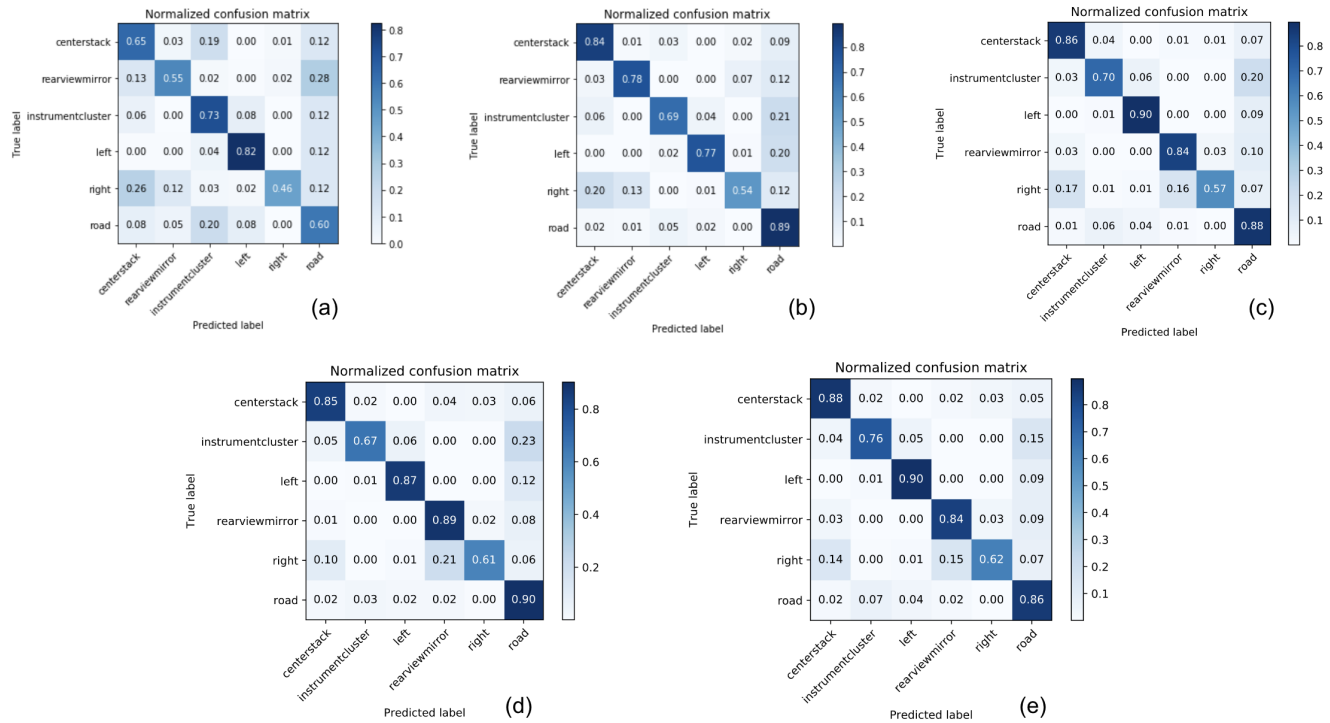 Normalized confusion matrix
True label
centerstack 0.65 0.03 0.19 0.00 0.01 0.12
rearviewmirror 0.13 0.55 0.02 0.00 0.02 0.28
instrumentcluster 0.06 0.00 0.73 0.08 0.00 0.12
left 0.00 0.00 0.04 0.82 0.00 0.12
right 0.26 0.12 0.03 0.02 0.46 0.12
road 0.08 0.05 0.20 0.08 0.00 0.60
centerstack rearviewmirror instrumentcluster left right road
Predicted label
0.8
0.7
0.6
0.5
0.4
0.3
0.2
0.1
0.0
(a)
Normalized confusion matrix
True label
centerstack 0.84 0.01 0.03 0.00 0.02 0.09
rearviewmirror 0.03 0.78 0.00 0.00 0.07 0.12
instrumentcluster 0.06 0.00 0.69 0.04 0.00 0.21
left 0.00 0.00 0.02 0.77 0.01 0.20
right 0.20 0.13 0.00 0.01 0.54 0.12
road 0.02 0.01 0.05 0.02 0.00 0.89
centerstack rearviewmirror instrumentcluster left right road
Predicted label
0.8
0.7
0.6
0.5
0.4
0.3
0.2
0.1
(b)
Normalized confusion matrix
True label
centerstack 0.86 0.04 0.00 0.01 0.01 0.07
instrumentcluster 0.03 0.70 0.06 0.00 0.00 0.20
left 0.00 0.00 0.90 0.00 0.00 0.09
rearviewmirror 0.03 0.00 0.00 0.84 0.03 0.10
right 0.17 0.01 0.01 0.16 0.57 0.07
road 0.01 0.06 0.04 0.01 0.00 0.88
centerstack instrumentcluster left rearviewmirror right road
Predicted label
0.8
0.7
0.6
0.5
0.4
0.3
0.2
0.1
(c)
Normalized confusion matrix
True label
centerstack 0.85 0.02 0.00 0.04 0.03 0.06
instrumentcluster 0.05 0.67 0.06 0.00 0.00 0.23
left 0.00 0.01 0.87 0.00 0.00 0.12
rearviewmirror 0.01 0.00 0.00 0.89 0.02 0.08
right 0.10 0.00 0.01 0.21 0.61 0.06
road 0.02 0.03 0.02 0.02 0.00 0.90
centerstack instrumentcluster left rearviewmirror right road
Predicted label
0.8
0.6
0.4
0.2
(d)
Normalized confusion matrix
True label
centerstack 0.88 0.02 0.00 0.02 0.03 0.05
instrumentcluster 0.04 0.76 0.05 0.00 0.00 0.15
left 0.00 0.01 0.90 0.00 0.00 0.09
rearviewmirror 0.03 0.00 0.00 0.84 0.03 0.09
right 0.14 0.00 0.01 0.15 0.62 0.07
road 0.02 0.07 0.04 0.02 0.00 0.86
centerstack instrumentcluster left rearviewmirror right road
Predicted label
0.8
0.7
0.6
0.5
0.4
0.3
0.2
0.1
(e)